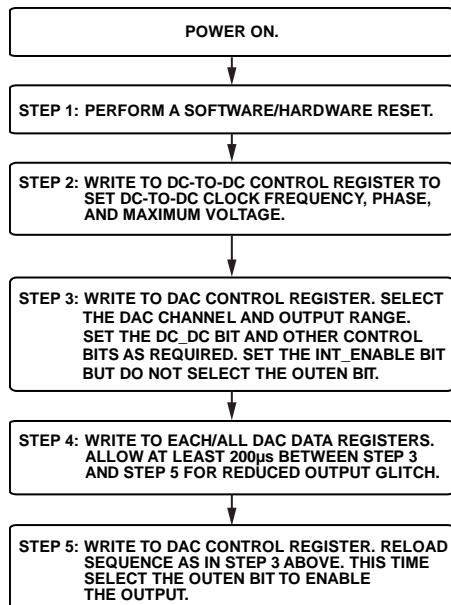 POWER ON.
STEP 1: PERFORM A SOFTWARE/HARDWARE RESET.
STEP 2: WRITE TO DC-TO-DC CONTROL REGISTER TO
SET DC-TO-DC CLOCK FREQUENCY, PHASE,
AND MAXIMUM VOLTAGE.
STEP 3: WRITE TO DAC CONTROL REGISTER. SELECT
THE DAC CHANNEL AND OUTPUT RANGE.
SET THE DC_DC BIT AND OTHER CONTROL
BITS AS REQUIRED. SET THE INT_ENABLE BIT
BUT DO NOT SELECT THE OUTEN BIT.
STEP 4: WRITE TO EACH/ALL DAC DATA REGISTERS.
ALLOW AT LEAST 200µs BETWEEN STEP 3
AND STEP 5 FOR REDUCED OUTPUT GLITCH.
STEP 5: WRITE TO DAC CONTROL REGISTER. RELOAD
SEQUENCE AS IN STEP 3 ABOVE. THIS TIME
SELECT THE OUTEN BIT TO ENABLE
THE OUTPUT.